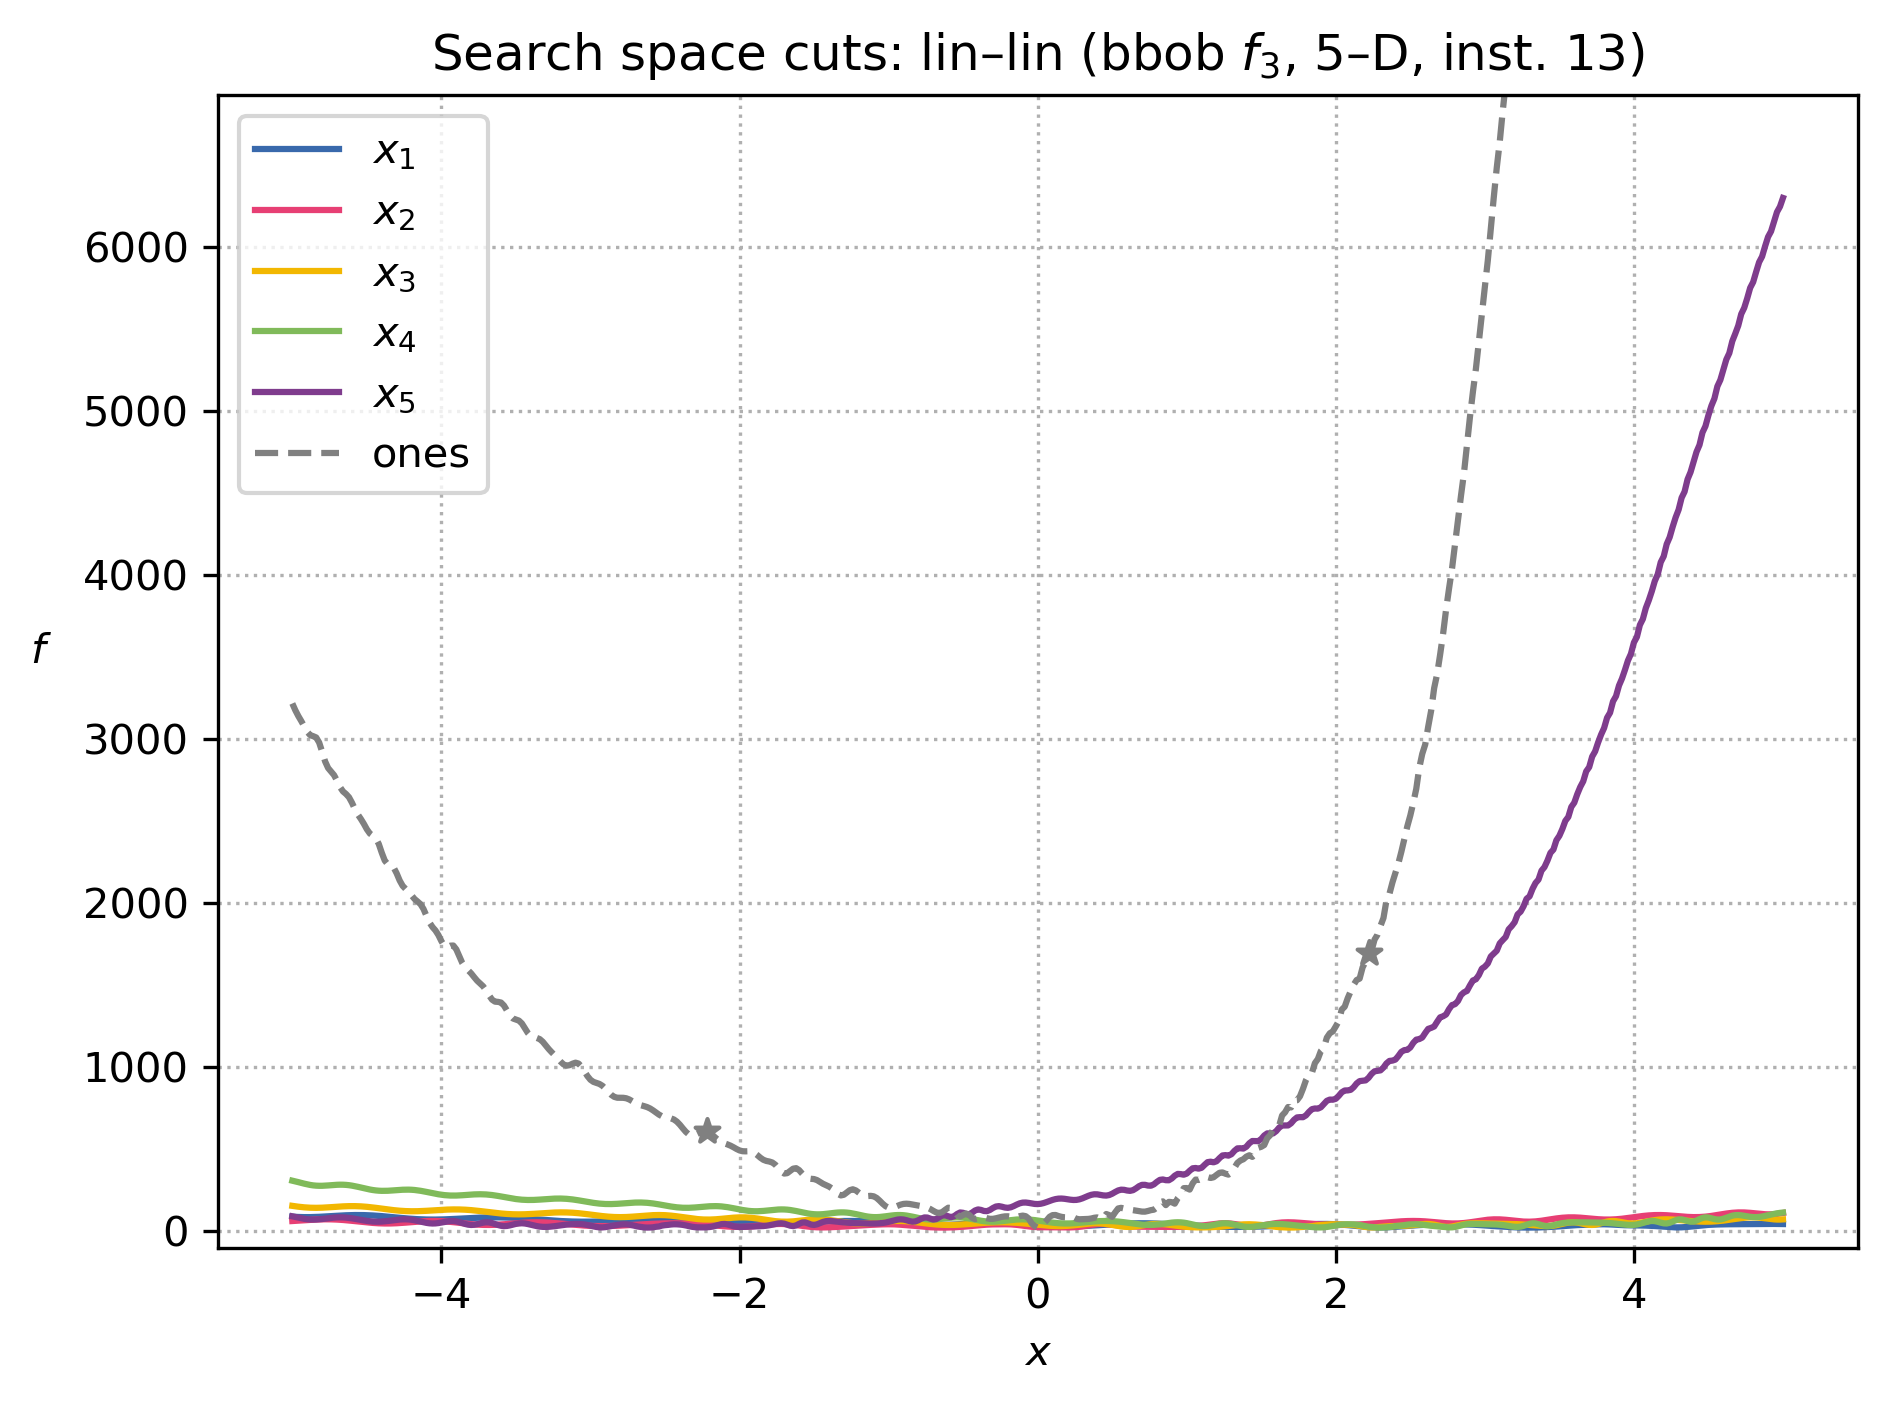 Search space cuts: lin–lin (bbob f₃, 5–D, inst. 13)
x₁
x₂
x₃
x₄
x₅
ones
6000
5000
4000
3000
2000
1000
0
f
−4 −2 0 2 4
x